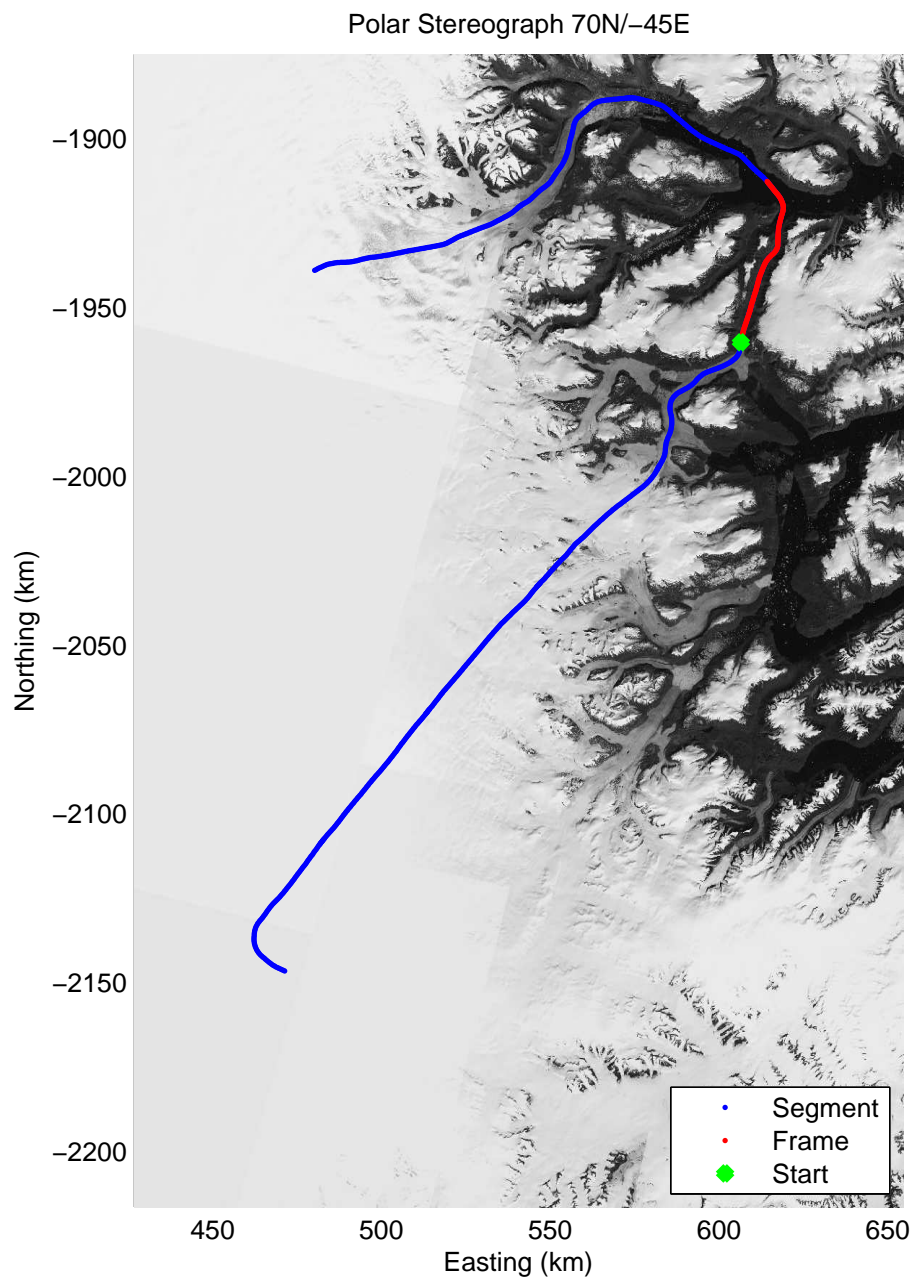 Polar Stereograph 70N/−45E
−1900
−1950
−2000
−2050
−2100
−2150
−2200
Northing (km)
450 500 550 600 650
Easting (km)
Segment
Frame
Start